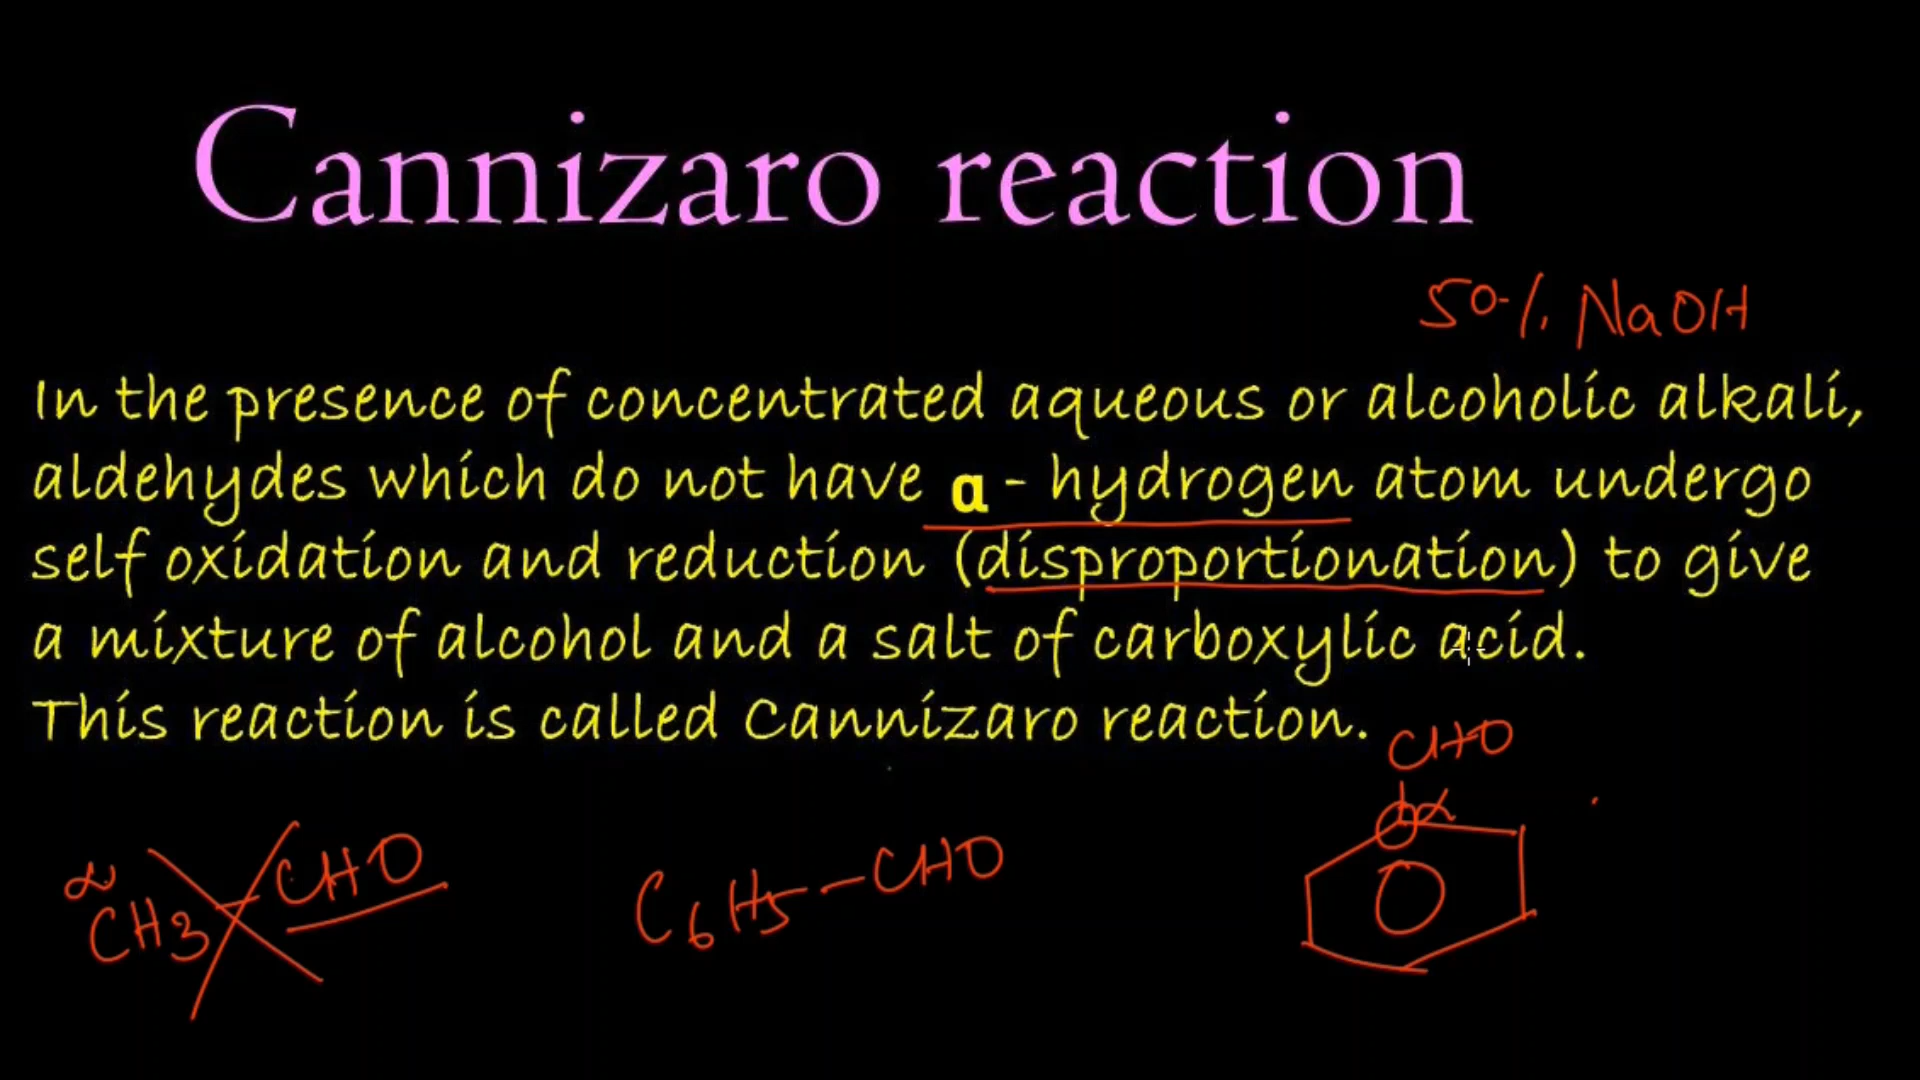 Cannizaro reaction
50% NaOH
In the presence of concentrated aqueous or alcoholic alkali,
aldehydes which do not have α - hydrogen atom undergo
self oxidation and reduction (disproportionation) to give
a mixture of alcohol and a salt of carboxylic acid.
This reaction is called Cannizaro reaction.
CHO
α
α
CH3-CHO
C6H5-CHO